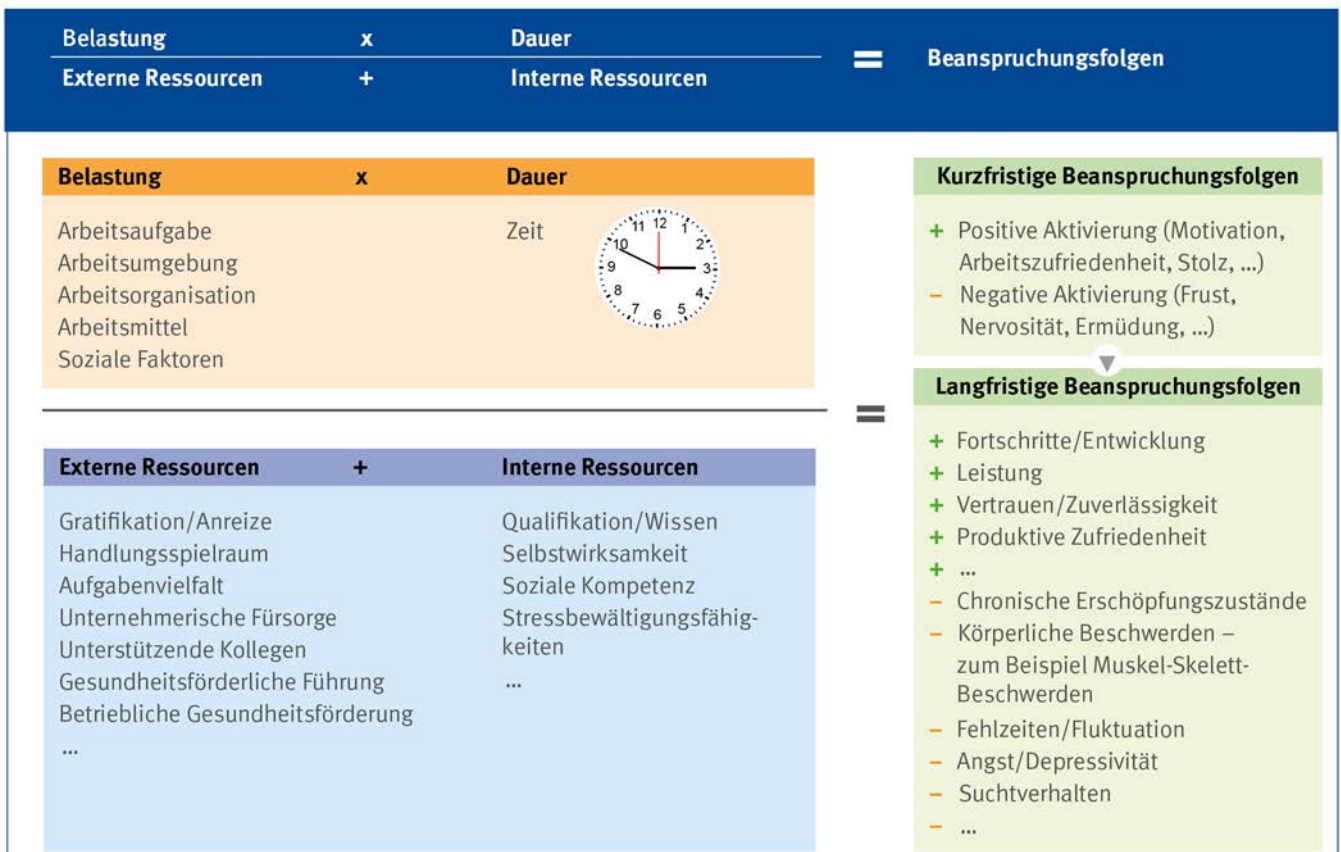 Belastung x Dauer
Externe Ressourcen + Interne Ressourcen
= Beanspruchungsfolgen
Belastung x Dauer
Arbeitsaufgabe
Arbeitsumgebung
Arbeitsorganisation
Arbeitsmittel
Soziale Faktoren
Zeit
12
1
2
3
4
5
6
7
8
9
10
11
Externe Ressourcen + Interne Ressourcen
Gratifikation/Anreize
Handlungsspielraum
Aufgabenvielfalt
Unternehmerische Fürsorge
Unterstützende Kollegen
Gesundheitsförderliche Führung
Betriebliche Gesundheitsförderung
...
Qualifikation/Wissen
Selbstwirksamkeit
Soziale Kompetenz
Stressbewältigungsfähig-
keiten
...
=
Kurzfristige Beanspruchungsfolgen
+ Positive Aktivierung (Motivation,
Arbeitszufriedenheit, Stolz, ...)
– Negative Aktivierung (Frust,
Nervosität, Ermüdung, ...)
Langfristige Beanspruchungsfolgen
+ Fortschritte/Entwicklung
+ Leistung
+ Vertrauen/Zuverlässigkeit
+ Produktive Zufriedenheit
+ ...
– Chronische Erschöpfungszustände
– Körperliche Beschwerden –
zum Beispiel Muskel-Skelett-
Beschwerden
– Fehlzeiten/Fluktuation
– Angst/Depressivität
– Suchtverhalten
– ...